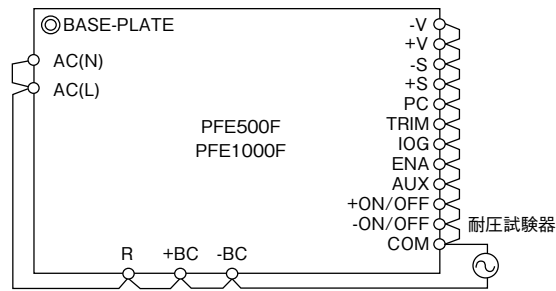 BASE-PLATE
AC(N)
AC(L)
PFE500F
PFE1000F
-V
+V
-S
+S
PC
TRIM
IOG
ENA
AUX
+ON/OFF
-ON/OFF
COM
耐圧試験器
R +BC -BC